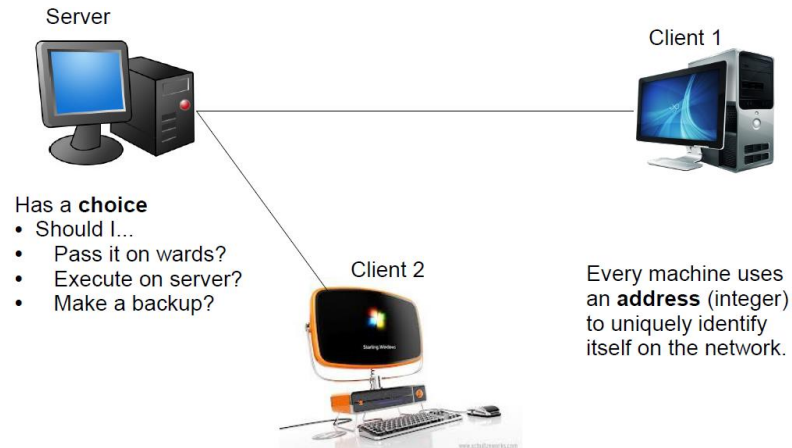 Server
Client 1
Has a choice
• Should I...
• Pass it on wards?
• Execute on server?
• Make a backup?
Client 2
Starting Windows
Every machine uses
an address (integer)
to uniquely identify
itself on the network.